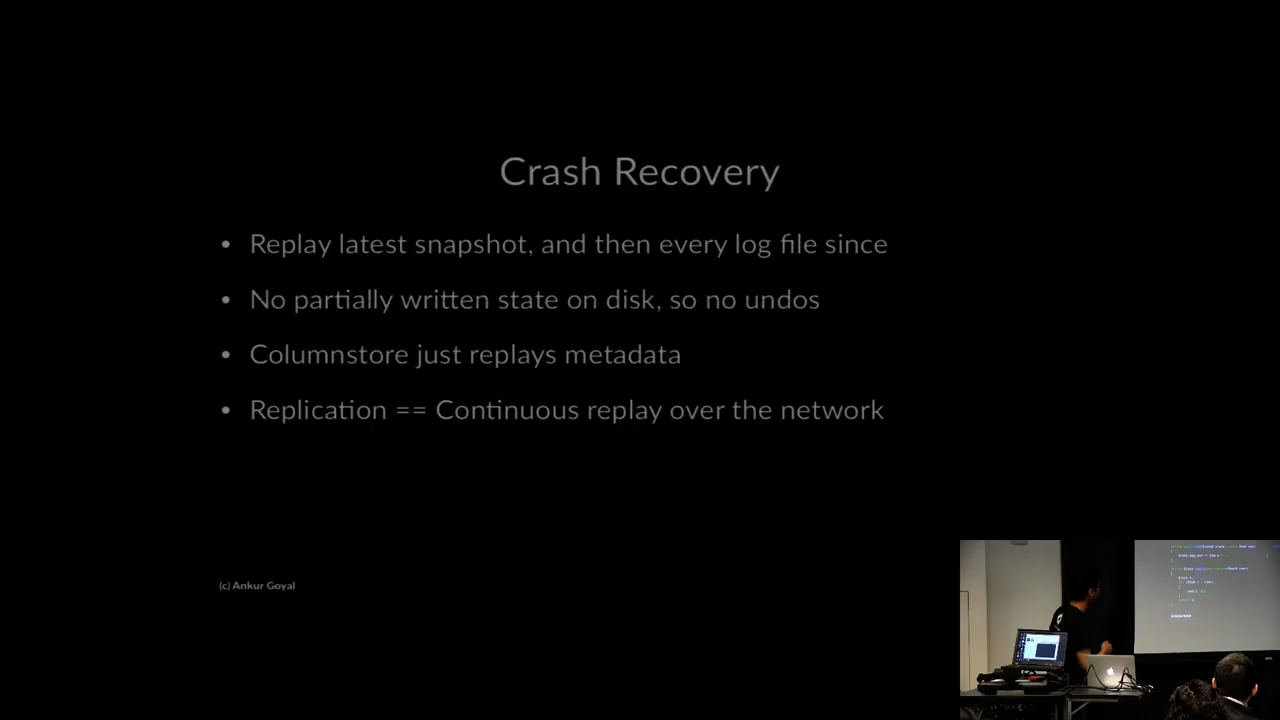 Crash Recovery
• Replay latest snapshot, and then every log file since
• No partially written state on disk, so no undos
• Columnstore just replays metadata
• Replication == Continuous replay over the network
(c) Ankur Goyal